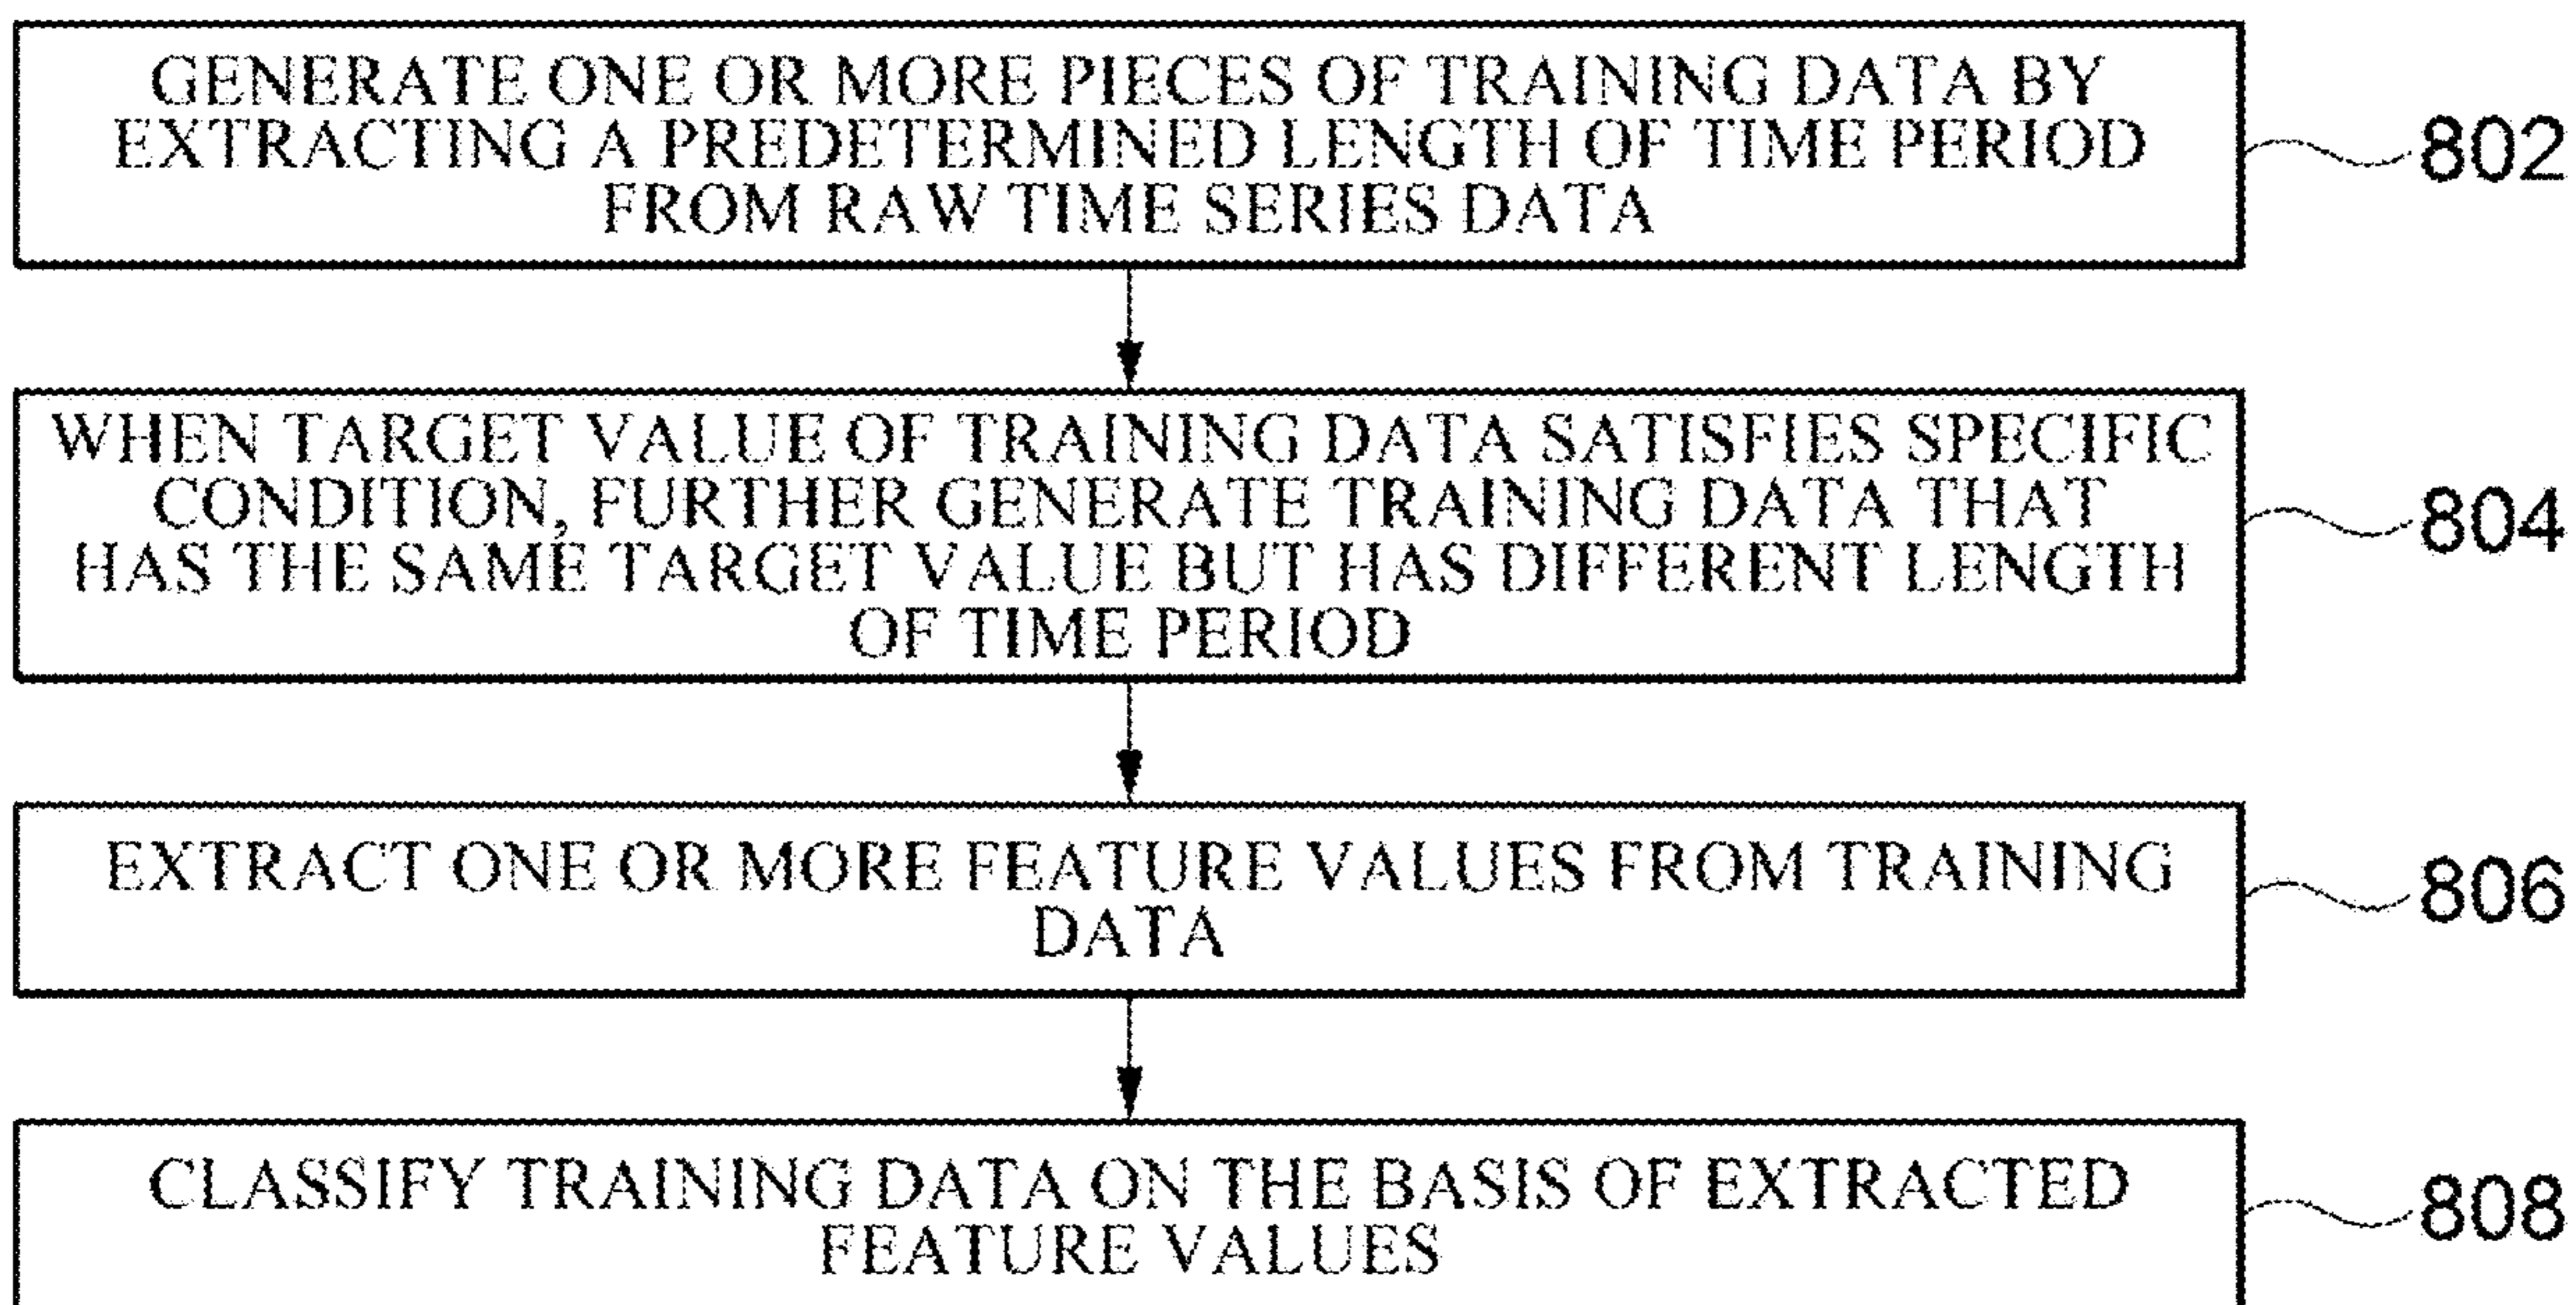 GENERATE ONE OR MORE PIECES OF TRAINING DATA BY
EXTRACTING A PREDETERMINED LENGTH OF TIME PERIOD
FROM RAW TIME SERIES DATA
802
WHEN TARGET VALUE OF TRAINING DATA SATISFIES SPECIFIC
CONDITION, FURTHER GENERATE TRAINING DATA THAT
HAS THE SAME TARGET VALUE BUT HAS DIFFERENT LENGTH
OF TIME PERIOD
804
EXTRACT ONE OR MORE FEATURE VALUES FROM TRAINING
DATA
806
CLASSIFY TRAINING DATA ON THE BASIS OF EXTRACTED
FEATURE VALUES
808